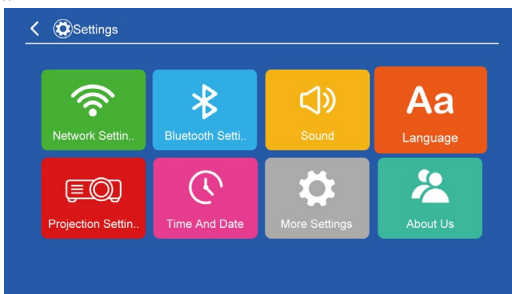 Settings
Network Settin..
Bluetooth Setti..
Sound
Aa
Language
Projection Settin..
Time And Date
More Settings
About Us